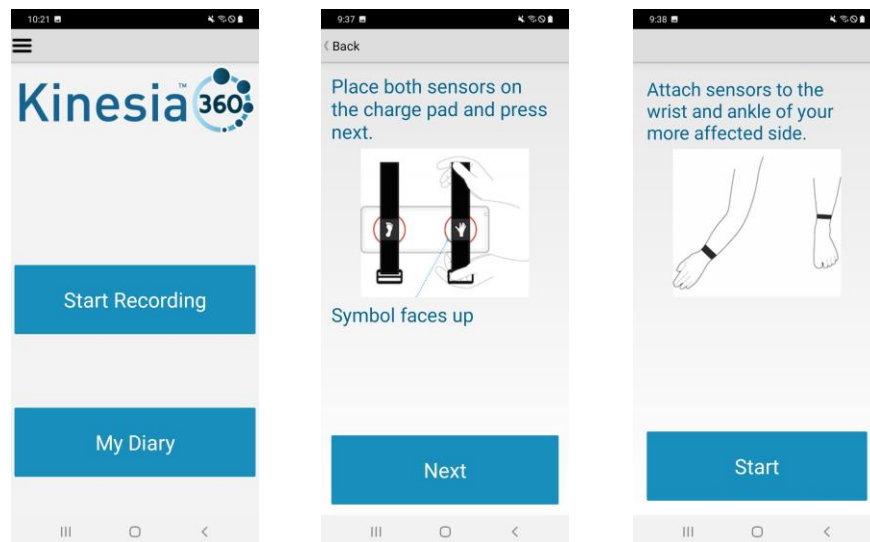 10:21
Kinesia™ 360
Start Recording
My Diary
9:37
Back
Place both sensors on
the charge pad and press
next.
Symbol faces up
Next
9:38
Attach sensors to the
wrist and ankle of your
more affected side.
Start